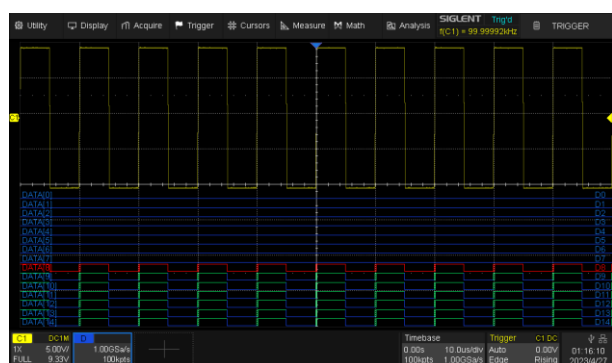 Utility Display Acquire Trigger Cursors Measure Math Analysis SIGLENT Trig'd TRIGGER
f(C1) = 99.99992kHz
C1
DATA[0] D0
DATA[1] D1
DATA[2] D2
DATA[3] D3
DATA[4] D4
DATA[5] D5
DATA[6] D6
DATA[7] D7
DATA[8] D8
DATA[9] D9
DATA[10] D10
DATA[11] D11
DATA[12] D12
DATA[13] D13
DATA[14] D14
C1 DC1M D Timebase Trigger C1 DC
1X 5.00V/ 1.00GSa/s 0.00s 10.0us/div Auto 0.00V 01:16:10
FULL 9.33V 100kpts 100kpts 1.00GSa/s Edge Rising 2023/4/27